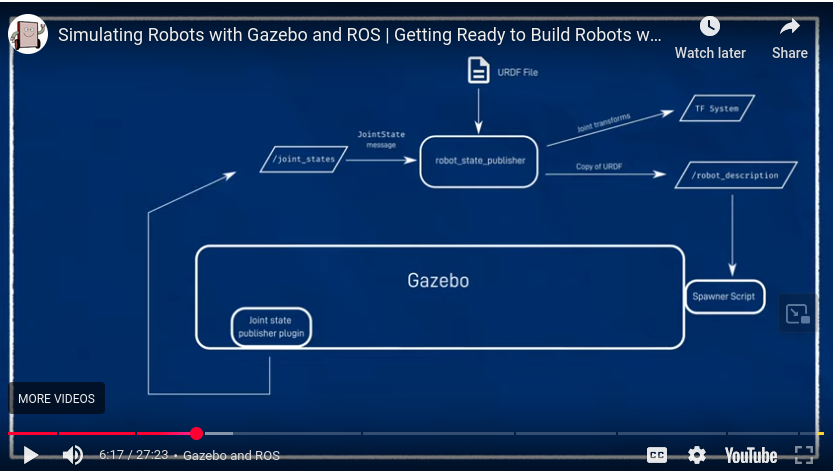 Simulating Robots with Gazebo and ROS | Getting Ready to Build Robots w...
Watch later
Share
URDF File
TF System
Joint transforms
JointState
message
/joint_states
robot_state_publisher
Copy of URDF
/robot_description
Gazebo
Spawner Script
Joint state
publisher plugin
MORE VIDEOS
6:17 / 27:23 • Gazebo and ROS
CC
YouTube